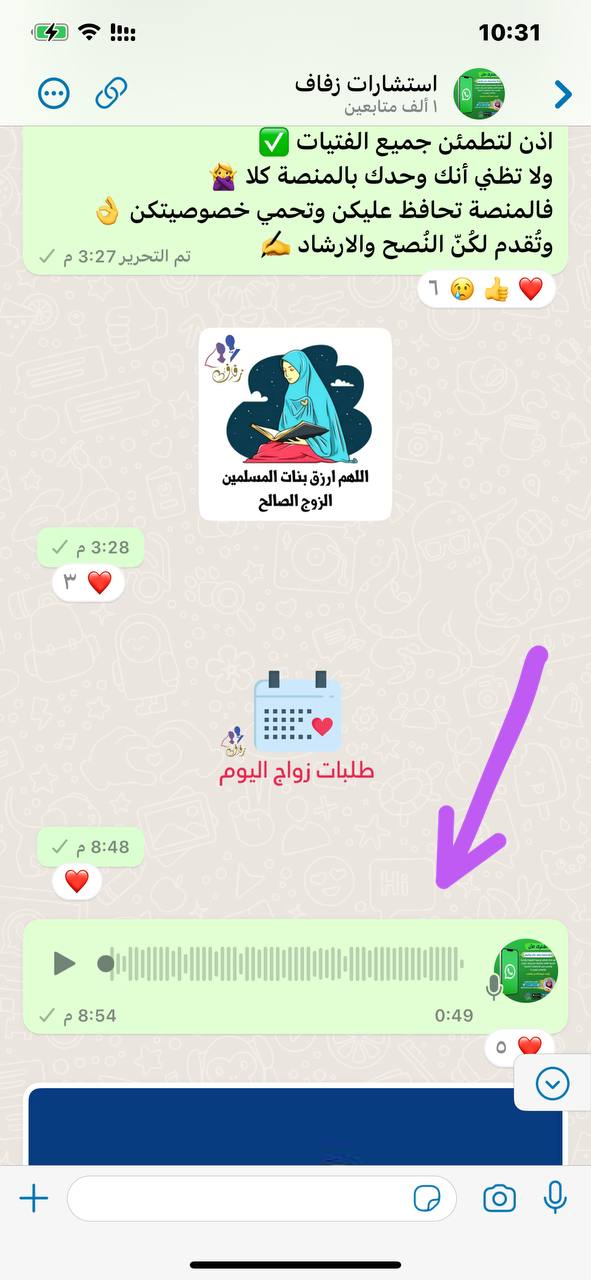 10:31
استشارات زفاف
١ ألف متابعين
اذن لتطمئن جميع الفتيات ✅
ولا تظني أنك وحدك بالمنصة كلا 🙅‍♀️
فالمنصة تحافظ عليكن وتحمي خصوصيتكن 👌
وتُقدم لكُنّ النُصح والارشاد ✍️
تم التحرير 3:27 م
❤️ 👍 😢 ٦
زفاف
اللهم ارزق بنات المسلمين
الزوج الصالح
3:28 م
❤️ ٣
زفاف
طلبات زواج اليوم
8:48 م
❤️
0:49
8:54 م
❤️ ٥